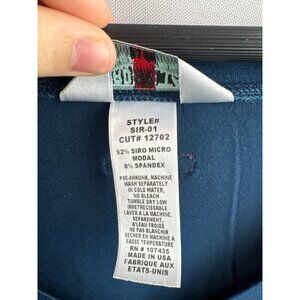 STYLE#
SIR-01
CUT# 12702
92% SIRO MICRO
MODAL
8% SPANDEX
PRE-SHRUNK, MACHINE
WASH SEPARATELY
IN COLD WATER,
NO BLEACH
TUMBLE DRY LOW
IRRETRECISSABLE
LAVER A LA MACHINE.
SEPAREMENT,
A L'EAU FROIDE
NE PAS BLANCHIR
SECHER EN MACHINE A
FASSE TEMPERATURE
RN # 107435
MADE IN USA
FABRIQUE AUX
ETATS-UNIS